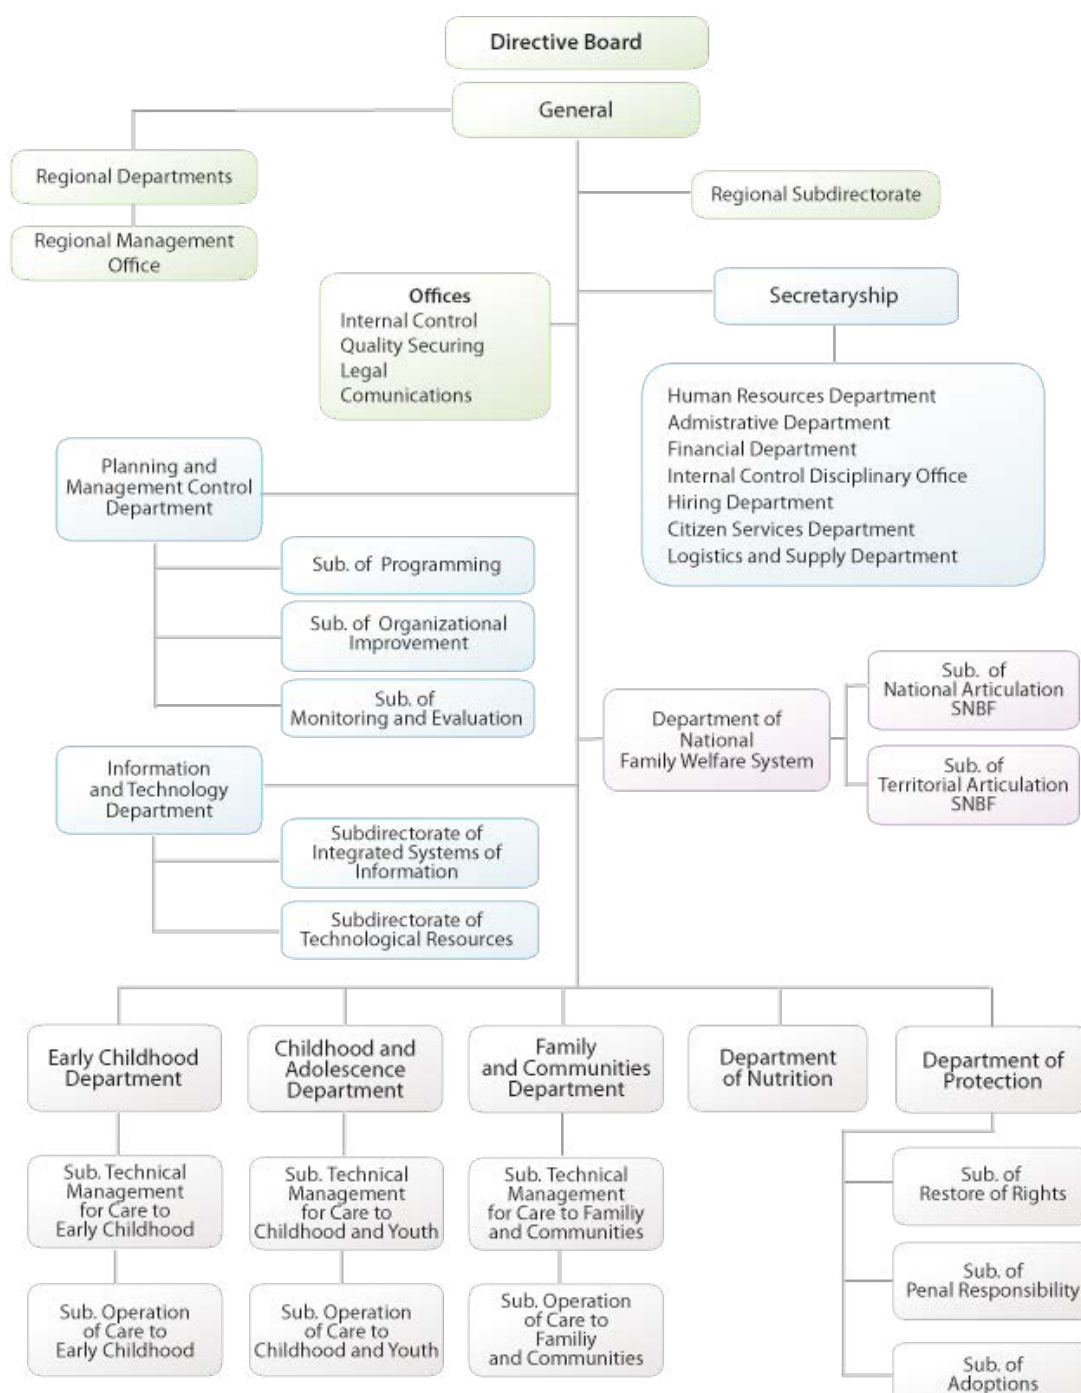 Directive Board
General
Regional Departments
Regional Management
Office
Regional Subdirectorate
Offices
Internal Control
Quality Securing
Legal
Comunications
Secretaryship
Human Resources Department
Admistrative Department
Financial Department
Internal Control Disciplinary Office
Hiring Department
Citizen Services Department
Logistics and Supply Department
Planning and
Management Control
Department
Sub. of Programming
Sub. of Organizational
Improvement
Sub. of
Monitoring and Evaluation
Department of
National
Family Welfare System
Sub. of
National Articulation
SNBF
Sub. of
Territorial Articulation
SNBF
Information
and Technology
Department
Subdirectorate of
Integrated Systems of
Information
Subdirectorate of
Technological Resources
Early Childhood
Department
Sub. Technical
Management
for Care to
Early Childhood
Sub. Operation
of Care to
Early Childhood
Childhood and
Adolescence
Department
Sub. Technical
Management
for Care to
Childhood and Youth
Sub. Operation
of Care to
Childhood and Youth
Family
and Communities
Department
Sub. Technical
Management
for Care to Familiy
and Communities
Sub. Operation
of Care to
Familiy
and Communities
Department
of Nutrition
Department of
Protection
Sub. of
Restore of Rights
Sub. of
Penal Responsibility
Sub. of
Adoptions